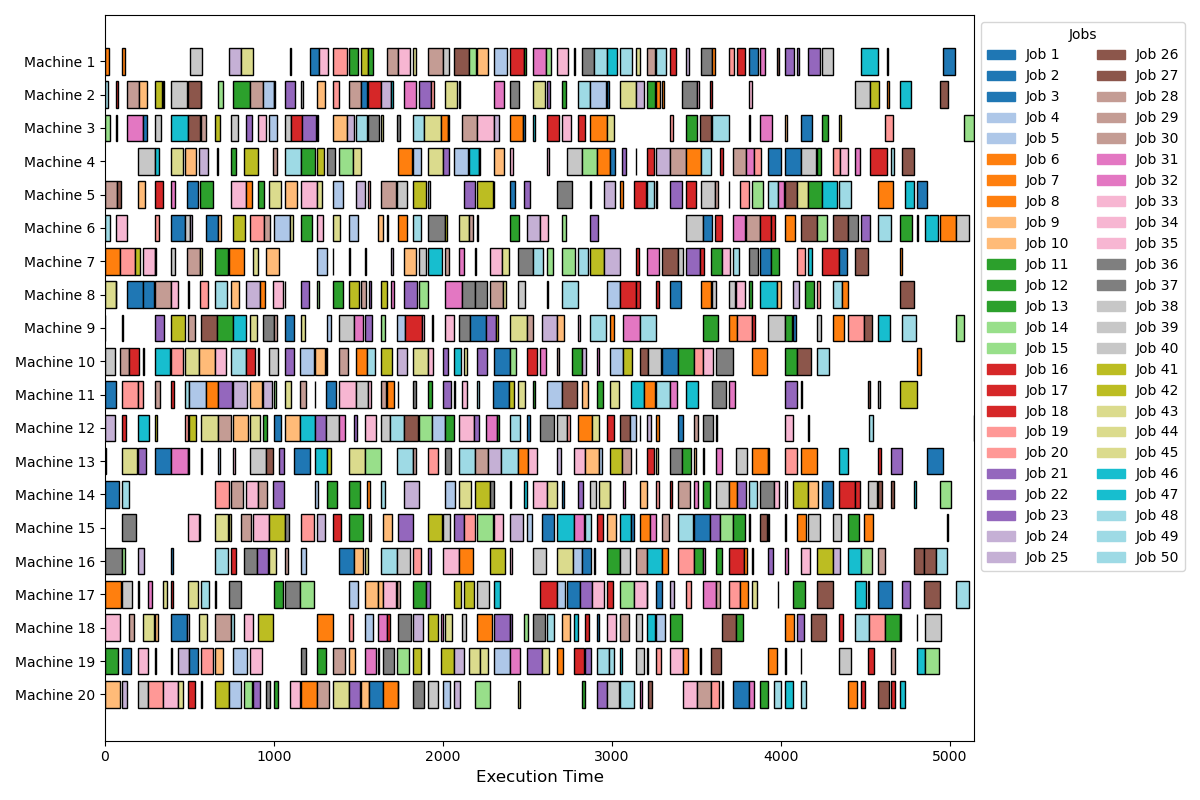 Machine 1
Machine 2
Machine 3
Machine 4
Machine 5
Machine 6
Machine 7
Machine 8
Machine 9
Machine 10
Machine 11
Machine 12
Machine 13
Machine 14
Machine 15
Machine 16
Machine 17
Machine 18
Machine 19
Machine 20
0 1000 2000 3000 4000 5000
Execution Time
Jobs
Job 1 Job 26
Job 2 Job 27
Job 3 Job 28
Job 4 Job 29
Job 5 Job 30
Job 6 Job 31
Job 7 Job 32
Job 8 Job 33
Job 9 Job 34
Job 10 Job 35
Job 11 Job 36
Job 12 Job 37
Job 13 Job 38
Job 14 Job 39
Job 15 Job 40
Job 16 Job 41
Job 17 Job 42
Job 18 Job 43
Job 19 Job 44
Job 20 Job 45
Job 21 Job 46
Job 22 Job 47
Job 23 Job 48
Job 24 Job 49
Job 25 Job 50